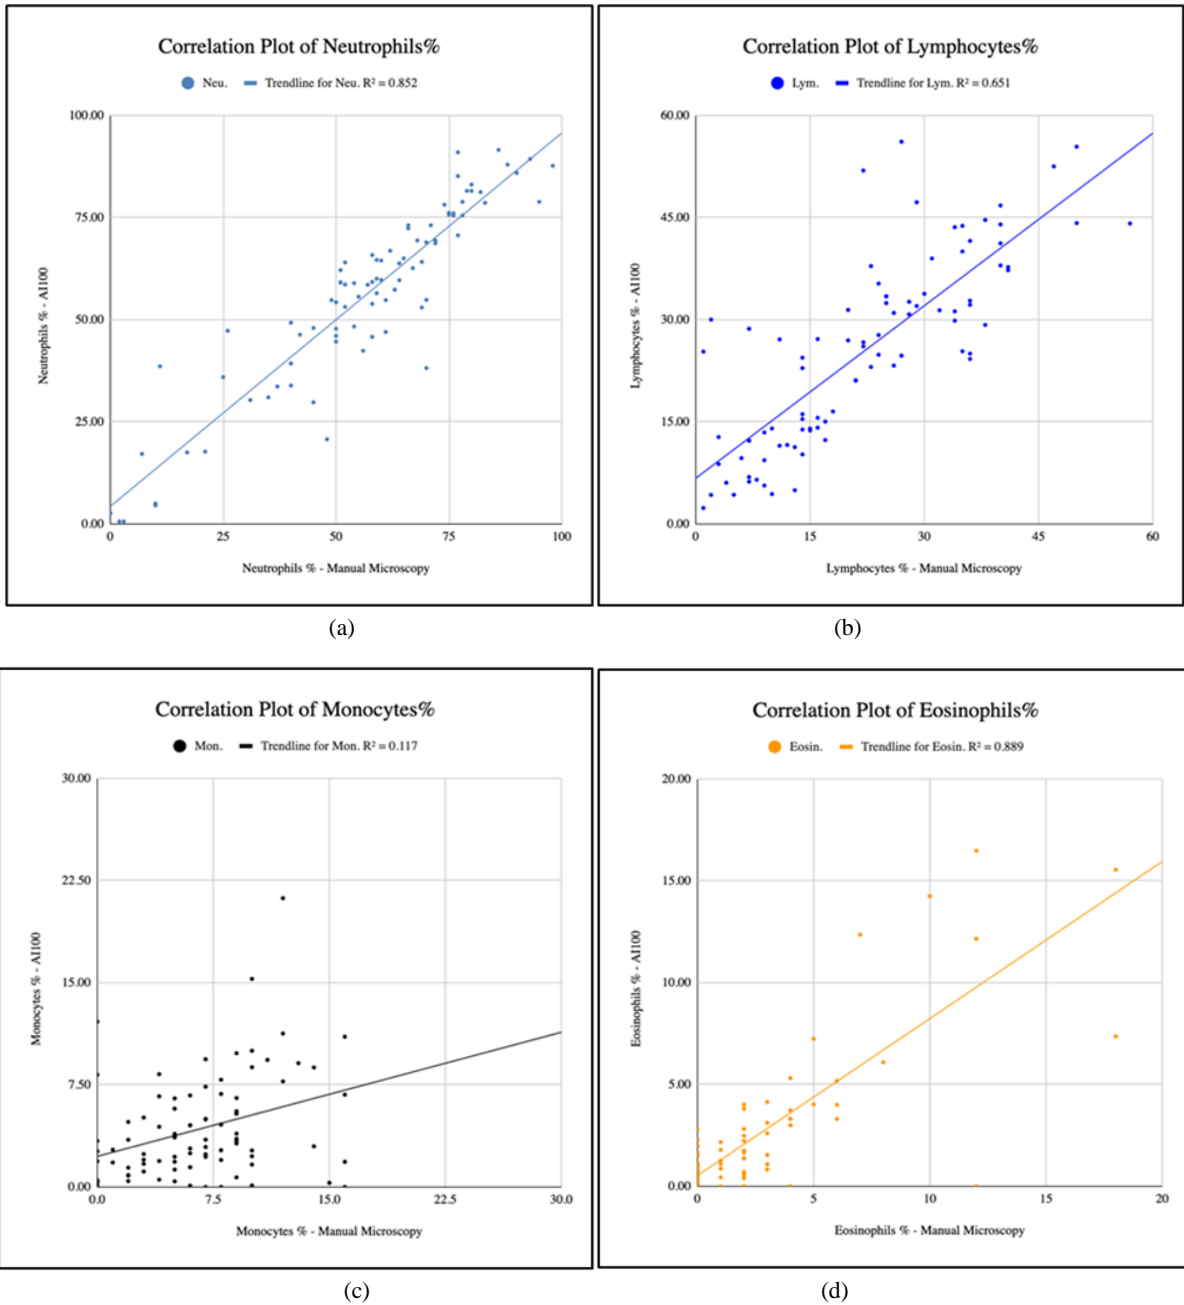 Correlation Plot of Neutrophils%
Neu. Trendline for Neu. R² = 0.852
100.00
75.00
50.00
25.00
0.00
Neutrophils % - AI100
0 25 50 75 100
Neutrophils % - Manual Microscopy
(a)
Correlation Plot of Lymphocytes%
Lym. Trendline for Lym. R² = 0.651
60.00
45.00
30.00
15.00
0.00
Lymphocytes % - AI100
0 15 30 45 60
Lymphocytes % - Manual Microscopy
(b)
Correlation Plot of Monocytes%
Mon. Trendline for Mon. R² = 0.117
30.00
22.50
15.00
7.50
0.00
Monocytes % - AI100
0.0 7.5 15.0 22.5 30.0
Monocytes % - Manual Microscopy
(c)
Correlation Plot of Eosinophils%
Eosin. Trendline for Eosin. R² = 0.889
20.00
15.00
10.00
5.00
0.00
Eosinophils % - AI100
0 5 10 15 20
Eosinophils % - Manual Microscopy
(d)